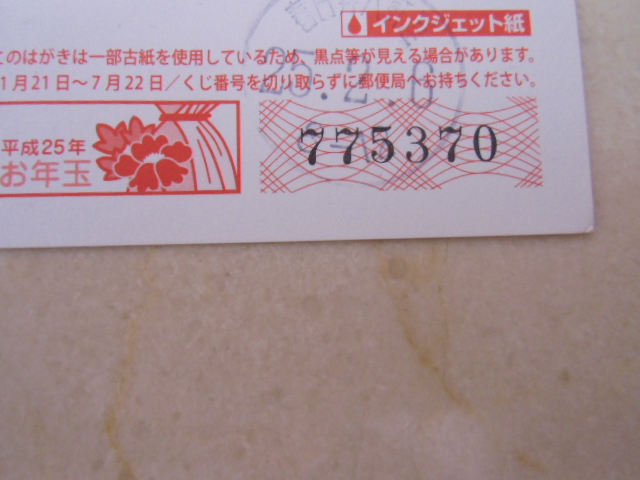 インクジェット紙
このはがきは一部古紙を使用しているため、黒点等が見える場合があります。
1月21日～7月22日／くじ番号を切り取らずに郵便局へお持ちください。
平成25年
お年玉
775370